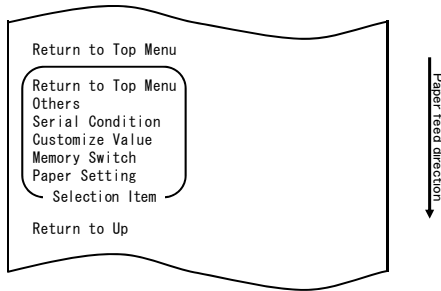 Return to Top Menu
Return to Top Menu
Others
Serial Condition
Customize Value
Memory Switch
Paper Setting
Selection Item
Return to Up
Paper feed direction